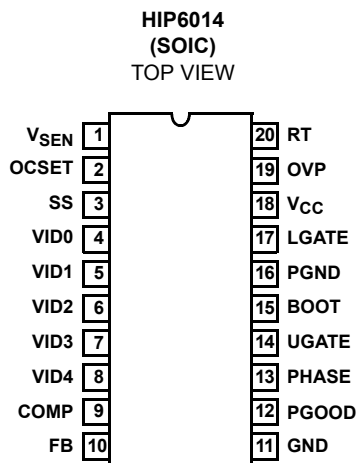 HIP6014
(SOIC)
TOP VIEW
VSEN 1 20 RT
OCSET 2 19 OVP
SS 3 18 VCC
VID0 4 17 LGATE
VID1 5 16 PGND
VID2 6 15 BOOT
VID3 7 14 UGATE
VID4 8 13 PHASE
COMP 9 12 PGOOD
FB 10 11 GND